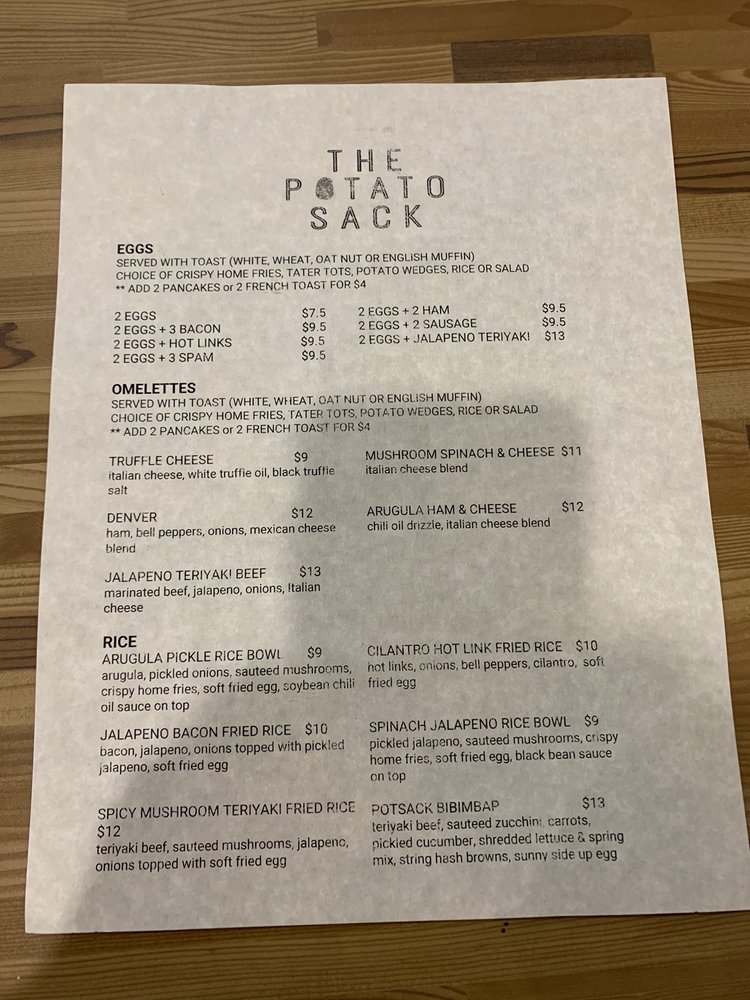 THE
POTATO
SACK
EGGS
SERVED WITH TOAST (WHITE, WHEAT, OAT NUT OR ENGLISH MUFFIN)
CHOICE OF CRISPY HOME FRIES, TATER TOTS, POTATO WEDGES, RICE OR SALAD
** ADD 2 PANCAKES or 2 FRENCH TOAST FOR $4
2 EGGS $7.5
2 EGGS + 3 BACON $9.5
2 EGGS + HOT LINKS $9.5
2 EGGS + 3 SPAM $9.5
2 EGGS + 2 HAM $9.5
2 EGGS + 2 SAUSAGE $9.5
2 EGGS + JALAPENO TERIYAKI $13
OMELETTES
SERVED WITH TOAST (WHITE, WHEAT, OAT NUT OR ENGLISH MUFFIN)
CHOICE OF CRISPY HOME FRIES, TATER TOTS, POTATO WEDGES, RICE OR SALAD
** ADD 2 PANCAKES or 2 FRENCH TOAST FOR $4
TRUFFLE CHEESE $9
italian cheese, white truffle oil, black truffle
salt
MUSHROOM SPINACH & CHEESE $11
italian cheese blend
DENVER $12
ham, bell peppers, onions, mexican cheese
blend
ARUGULA HAM & CHEESE $12
chili oil drizzle, italian cheese blend
JALAPENO TERIYAKI BEEF $13
marinated beef, jalapeno, onions, Italian
cheese
RICE
ARUGULA PICKLE RICE BOWL $9
arugula, pickled onions, sauteed mushrooms,
crispy home fries, soft fried egg, soybean chili
oil sauce on top
CILANTRO HOT LINK FRIED RICE $10
hot links, onions, bell peppers, cilantro, soft
fried egg
JALAPENO BACON FRIED RICE $10
bacon, jalapeno, onions topped with pickled
jalapeno, soft fried egg
SPINACH JALAPENO RICE BOWL $9
pickled jalapeno, sauteed mushrooms, crispy
home fries, soft fried egg, black bean sauce
on top
SPICY MUSHROOM TERIYAKI FRIED RICE
$12
teriyaki beef, sauteed mushrooms, jalapeno,
onions topped with soft fried egg
POTSACK BIBIMBAP $13
teriyaki beef, sauteed zucchini, carrots,
pickled cucumber, shredded lettuce & spring
mix, string hash browns, sunny side up egg